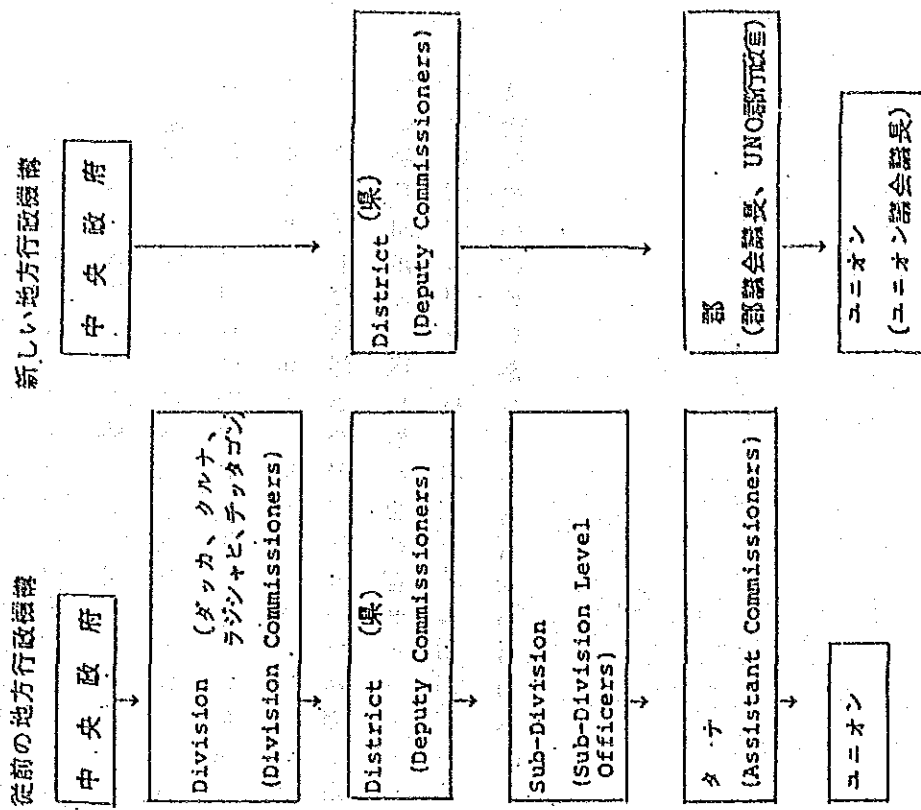 従前の地方行政機構
中央政府
Division (ダッカ、クルナ、
ラジシャヒ、チッタゴン)
(Division Commissioners)
District (県)
(Deputy Commissioners)
Sub-Division
(Sub-Division Level
Officers)
タナ
(Assistant Commissioners)
ユニオン
新しい地方行政機構
中央政府
District (県)
(Deputy Commissioners)
郡
(郡議会議長、UNO郡行政官)
ユニオン
(ユニオン議会議長)